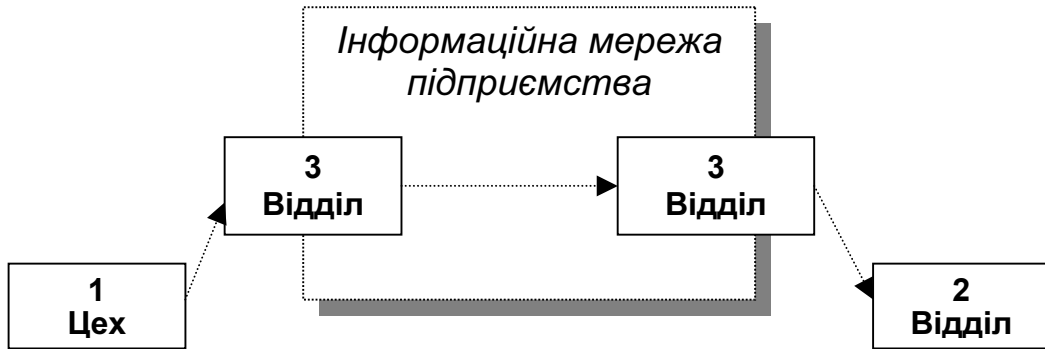 Інформаційна мережа
підприємства
3
Відділ
3
Відділ
1
Цех
2
Відділ